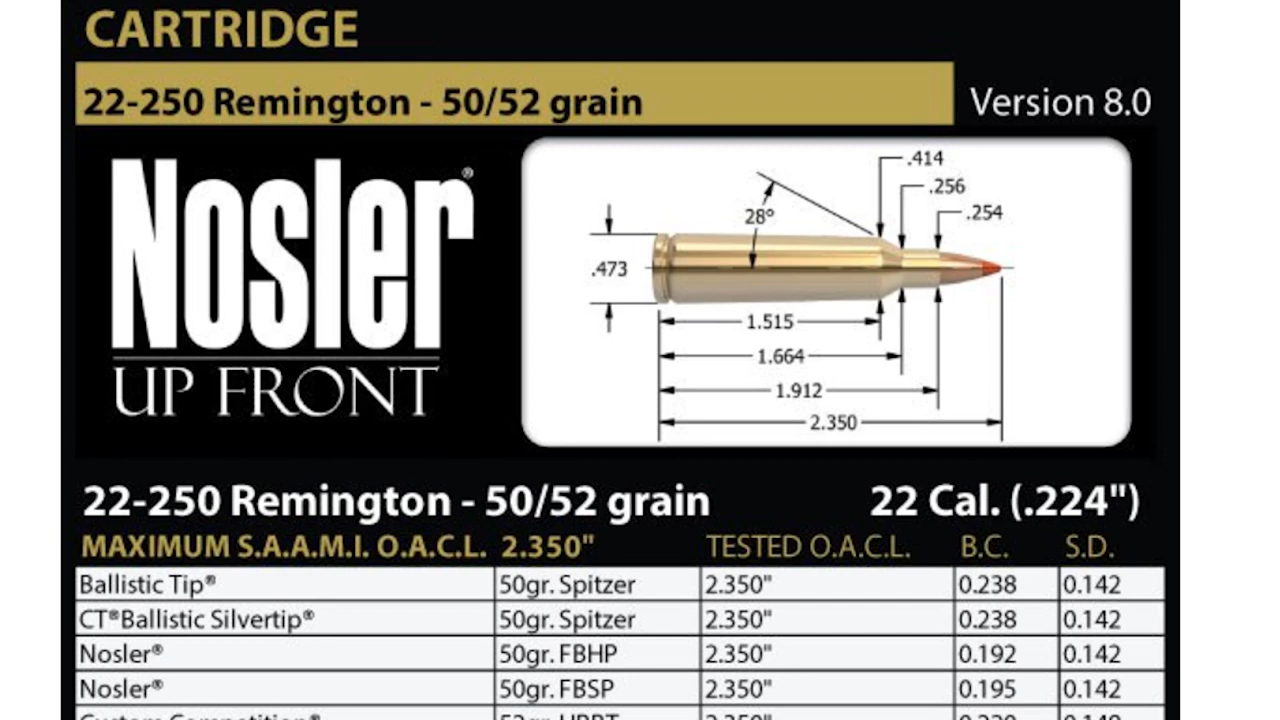 CARTRIDGE
22-250 Remington - 50/52 grain
Version 8.0
Nosler®
UP FRONT
.414
.256
.254
28°
.473
1.515
1.664
1.912
2.350
22-250 Remington - 50/52 grain 22 Cal. (.224")
MAXIMUM S.A.A.M.I. O.A.C.L. 2.350" TESTED O.A.C.L. B.C. S.D.
Ballistic Tip® 50gr. Spitzer 2.350" 0.238 0.142
CT®Ballistic Silvertip® 50gr. Spitzer 2.350" 0.238 0.142
Nosler® 50gr. FBHP 2.350" 0.192 0.142
Nosler® 50gr. FBSP 2.350" 0.195 0.142